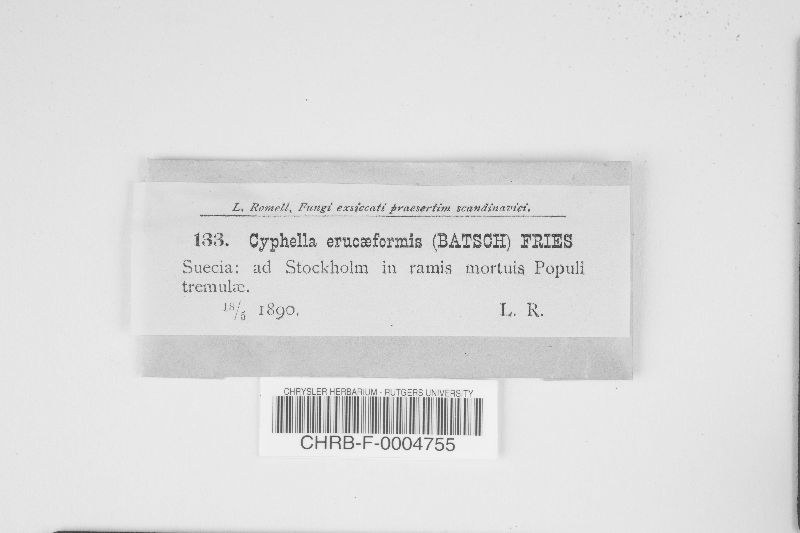 L. Romell, Fungi exsiccati præsertim scandinavici.
133. Cyphella erucæformis (BATSCH) FRIES
Suecia: ad Stockholm in ramis mortuis Populi
tremulæ.
18/5 1890. L. R.
CHRYSLER HERBARIUM - RUTGERS UNIVERSITY
CHRB-F-0004755